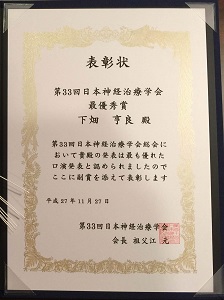 表彰状
第33回日本神経治療学会
最優秀賞
下畑 亨良 殿
第33回日本神経治療学会総会に
おいて貴殿の発表は最も優れた
口演発表と認められましたので
ここに副賞を添えて表彰します
平成27年11月27日
第33回日本神経治療学会
会長 祖父江 元